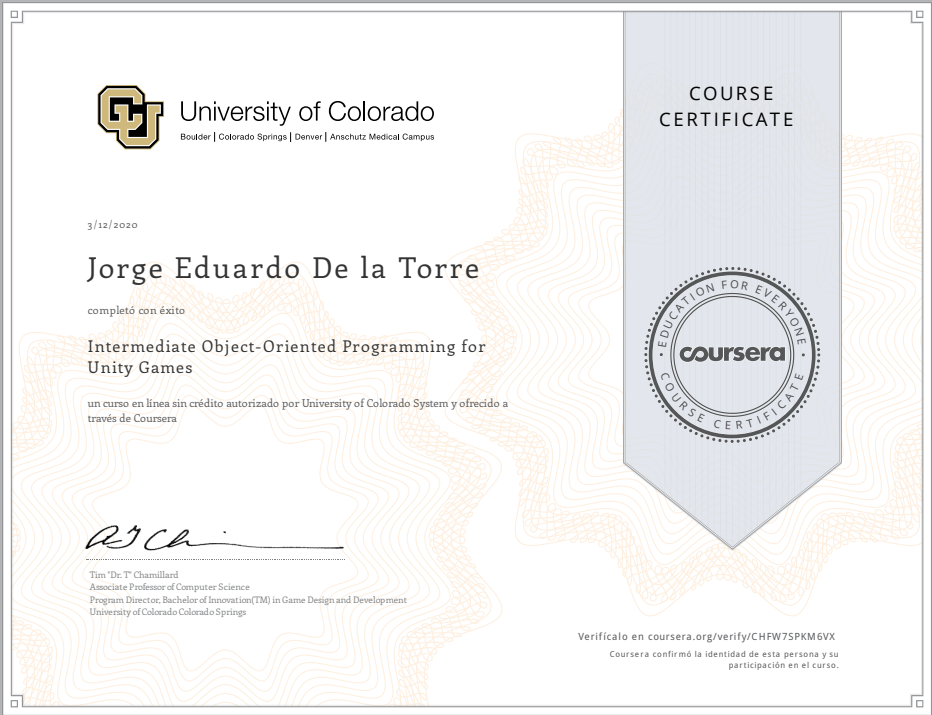 University of Colorado
Boulder | Colorado Springs | Denver | Anschutz Medical Campus
COURSE
CERTIFICATE
3/12/2020
Jorge Eduardo De la Torre
completó con éxito
Intermediate Object-Oriented Programming for
Unity Games
un curso en línea sin crédito autorizado por University of Colorado System y ofrecido a
través de Coursera
EDUCATION FOR EVERYONE
coursera
COURSE CERTIFICATE
Tim "Dr. T" Chamillard
Associate Professor of Computer Science
Program Director, Bachelor of Innovation(TM) in Game Design and Development
University of Colorado Colorado Springs
Verifícalo en coursera.org/verify/CHFW7SPKM6VX
Coursera confirmó la identidad de esta persona y su
participación en el curso.